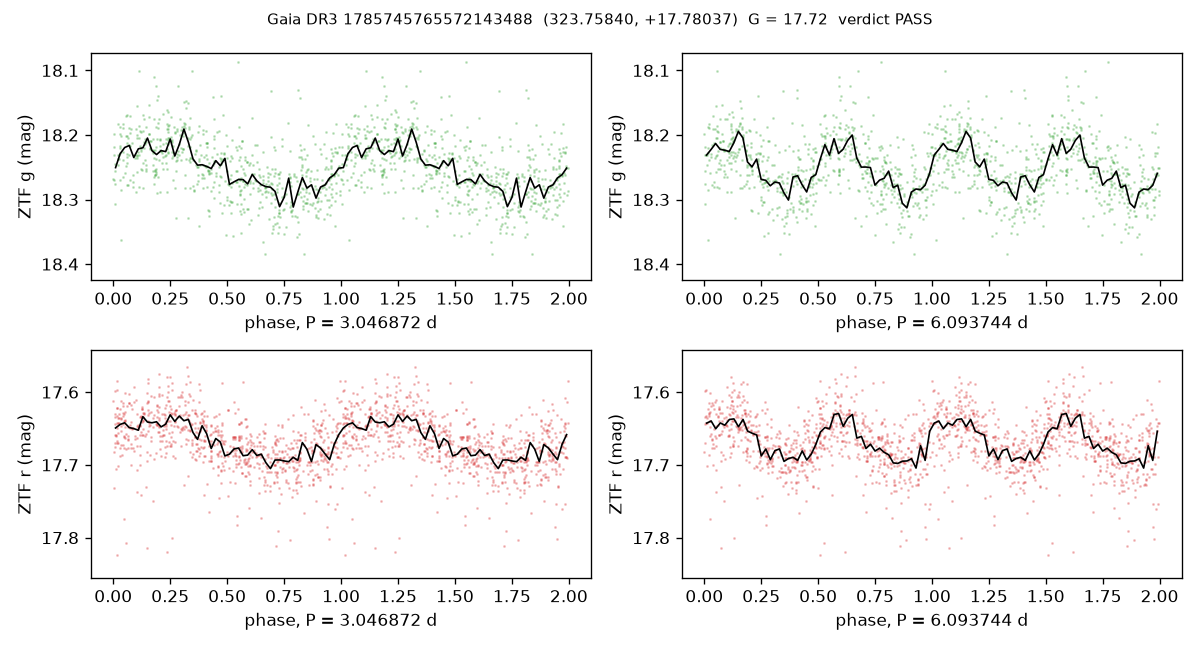 Gaia DR3 1785745765572143488  (323.75840, +17.78037)  G = 17.72  verdict PASS
18.1
18.2
18.3
18.4
ZTF g (mag)
0.00 0.25 0.50 0.75 1.00 1.25 1.50 1.75 2.00
phase, P = 3.046872 d
18.1
18.2
18.3
18.4
ZTF g (mag)
0.00 0.25 0.50 0.75 1.00 1.25 1.50 1.75 2.00
phase, P = 6.093744 d
17.6
17.7
17.8
ZTF r (mag)
0.00 0.25 0.50 0.75 1.00 1.25 1.50 1.75 2.00
phase, P = 3.046872 d
17.6
17.7
17.8
ZTF r (mag)
0.00 0.25 0.50 0.75 1.00 1.25 1.50 1.75 2.00
phase, P = 6.093744 d